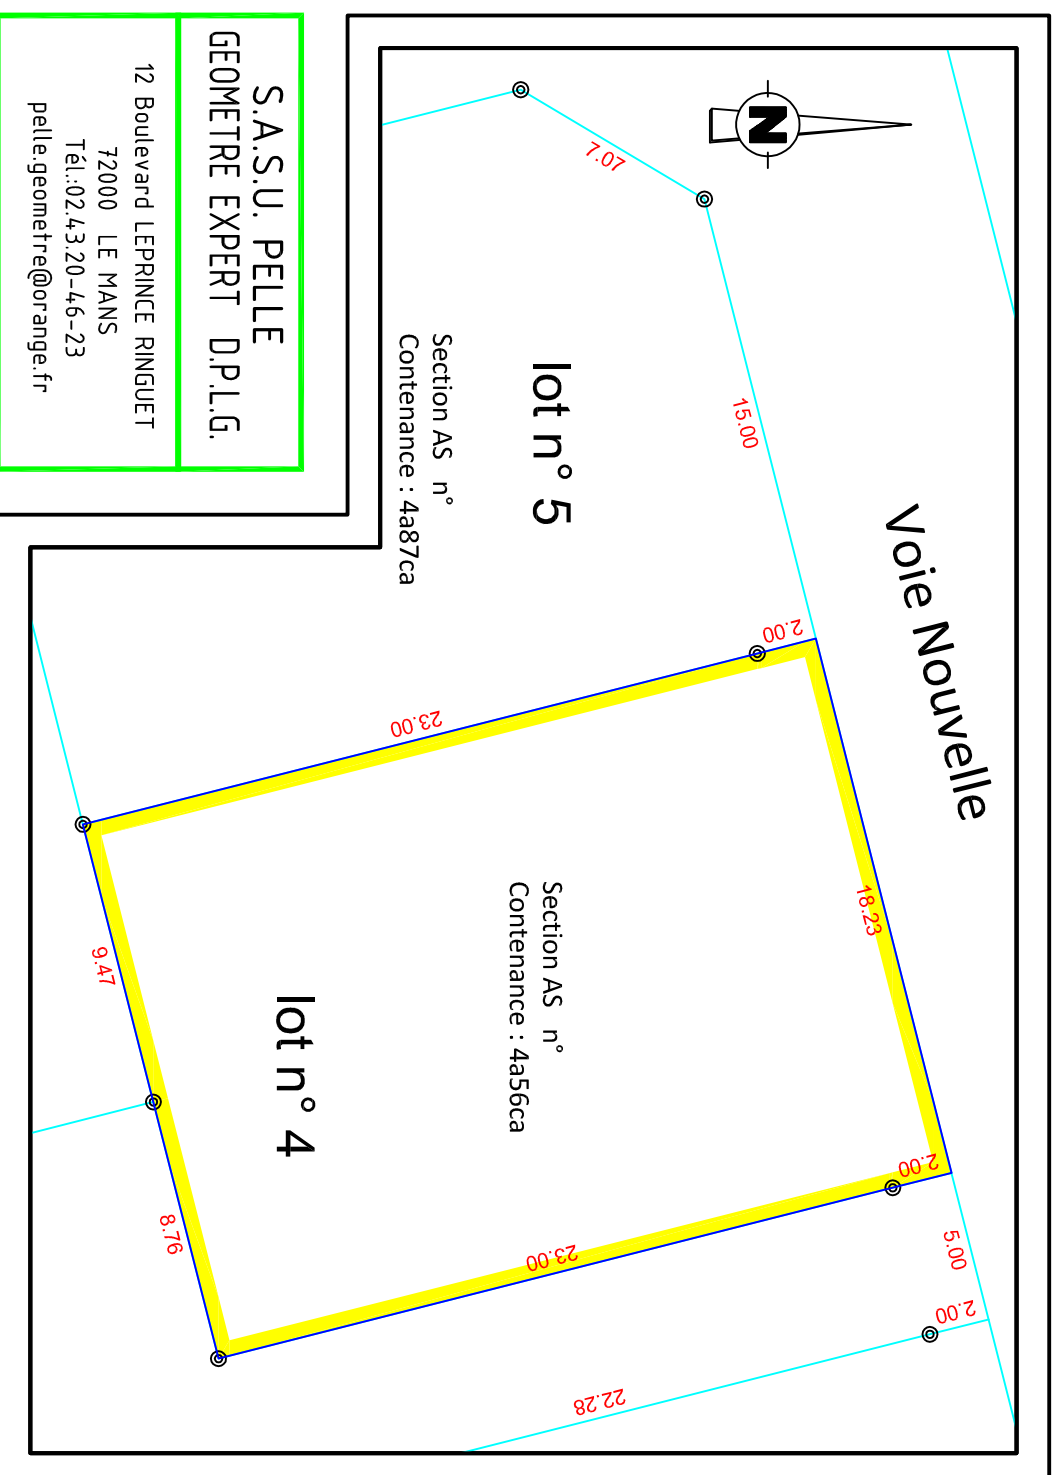 S.A.S.U. PELLE
GEOMETRE EXPERT D.P.L.G.
12 Boulevard LEPRINCE RINGUET
72000 LE MANS
Tél.:02.43.20-46-23
pelle.geometre@orange.fr
N
Voie Nouvelle
7.07
15.00
lot n° 5
Section AS n°
Contenance : 4a87ca
2.00
23.00
18.23
Section AS n°
Contenance : 4a56ca
lot n° 4
9.47
8.76
2.00
23.00
5.00
2.00
22.28